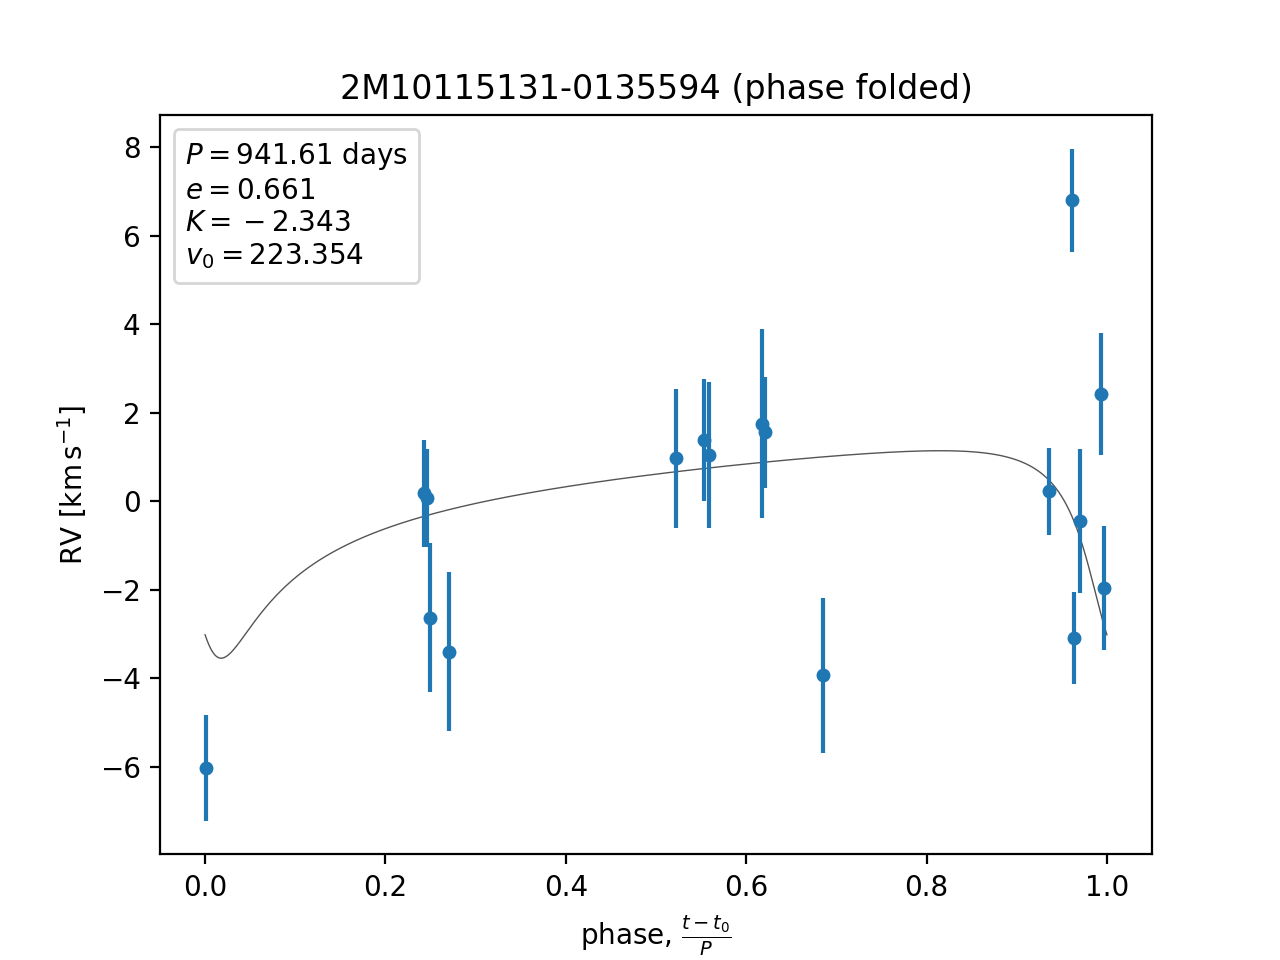 2M10115131-0135594 (phase folded)
P = 941.61 days
e = 0.661
K = −2.343
v₀ = 223.354
8
6
4
2
0
−2
−4
−6
RV [km s⁻¹]
0.0 0.2 0.4 0.6 0.8 1.0
phase, (t − t₀)/P